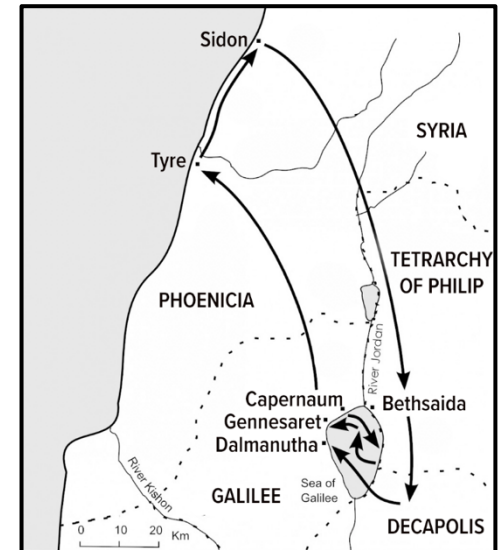 Sidon
SYRIA
Tyre
TETRARCHY
OF PHILIP
PHOENICIA
River Jordan
Capernaum
Bethsaida
Gennesaret
Dalmanutha
River Kishon
GALILEE
Sea of
Galilee
DECAPOLIS
0 10 20 Km